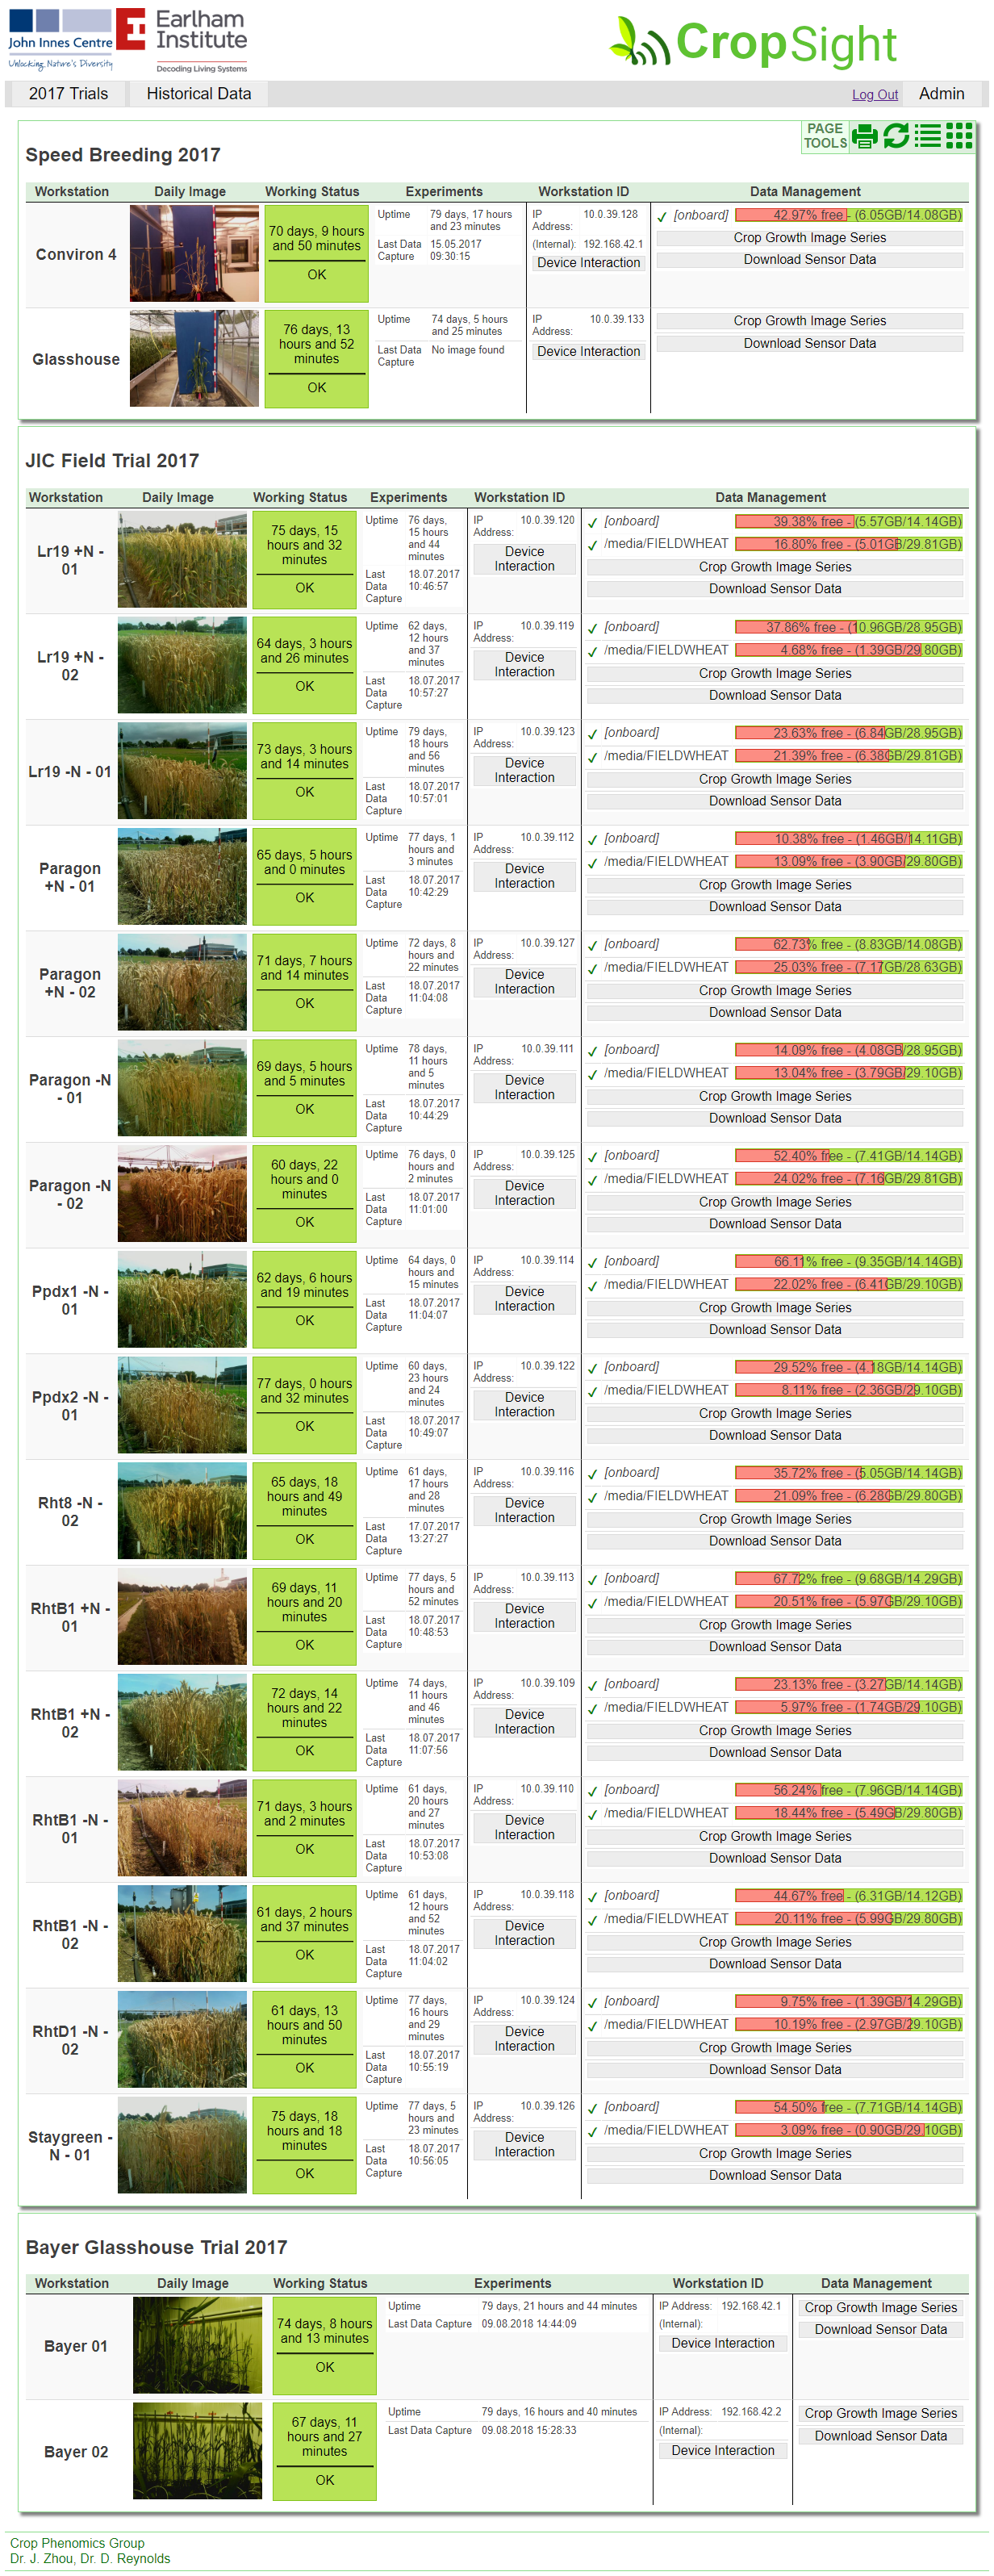 John Innes Centre
Unlocking Nature's Diversity
Earlham
Institute
Decoding Living Systems
CropSight
2017 Trials Historical Data Log Out Admin
PAGE
TOOLS
Speed Breeding 2017
Workstation Daily Image Working Status Experiments Workstation ID Data Management
Conviron 4
70 days, 9
hours and
50 minutes
OK
Uptime 79 days, 17 hours
and 23 minutes
Last Data 15.05.2017
Capture 09:30:15
IP 10.0.39.128
Address:
(Internal): 192.168.42.1
Device Interaction
✓ [onboard] 42.97% free - (6.05GB/14.08GB)
Crop Growth Image Series
Download Sensor Data
Glasshouse
76 days, 13
hours and 52
minutes
OK
Uptime 74 days, 5 hours
and 25 minutes
Last Data No image found
Capture
IP 10.0.39.133
Address:
Device Interaction
Crop Growth Image Series
Download Sensor Data
JIC Field Trial 2017
Workstation Daily Image Working Status Experiments Workstation ID Data Management
Lr19 +N -
01
75 days, 15
hours and 32
minutes
OK
Uptime 76 days,
15 hours
and 44
minutes
Last 18.07.2017
Data 10:46:57
Capture
IP 10.0.39.120
Address:
Device
Interaction
✓ [onboard] 39.38% free - (5.57GB/14.14GB)
✓ /media/FIELDWHEAT 16.80% free - (5.01GB/29.81GB)
Crop Growth Image Series
Download Sensor Data
Lr19 +N -
02
64 days, 3 hours
and 26 minutes
OK
Uptime 62 days,
12 hours
and 37
minutes
Last 18.07.2017
Data 10:57:27
Capture
IP 10.0.39.119
Address:
Device
Interaction
✓ [onboard] 37.86% free - (10.96GB/28.95GB)
✓ /media/FIELDWHEAT 4.68% free - (1.39GB/29.80GB)
Crop Growth Image Series
Download Sensor Data
Lr19 -N - 01
73 days, 3 hours
and 14 minutes
OK
Uptime 79 days,
18 hours
and 56
minutes
Last 18.07.2017
Data 10:57:01
Capture
IP 10.0.39.123
Address:
Device
Interaction
✓ [onboard] 23.63% free - (6.84GB/28.95GB)
✓ /media/FIELDWHEAT 21.39% free - (6.38GB/29.81GB)
Crop Growth Image Series
Download Sensor Data
Paragon
+N - 01
65 days, 5 hours
and 0 minutes
OK
Uptime 77 days, 1
hours and
3 minutes
Last 18.07.2017
Data 10:42:29
Capture
IP 10.0.39.112
Address:
Device
Interaction
✓ [onboard] 10.38% free - (1.46GB/14.11GB)
✓ /media/FIELDWHEAT 13.09% free - (3.90GB/29.80GB)
Crop Growth Image Series
Download Sensor Data
Paragon
+N - 02
71 days, 7 hours
and 14 minutes
OK
Uptime 72 days, 8
hours and
22 minutes
Last 18.07.2017
Data 11:04:08
Capture
IP 10.0.39.127
Address:
Device
Interaction
✓ [onboard] 62.73% free - (8.83GB/14.08GB)
✓ /media/FIELDWHEAT 25.03% free - (7.17GB/28.63GB)
Crop Growth Image Series
Download Sensor Data
Paragon -N
- 01
69 days, 5 hours
and 5 minutes
OK
Uptime 78 days,
11 hours
and 5
minutes
Last 18.07.2017
Data 10:44:29
Capture
IP 10.0.39.111
Address:
Device
Interaction
✓ [onboard] 14.09% free - (4.08GB/28.95GB)
✓ /media/FIELDWHEAT 13.04% free - (3.79GB/29.10GB)
Crop Growth Image Series
Download Sensor Data
Paragon -N
- 02
60 days, 22
hours and 0
minutes
OK
Uptime 76 days, 0
hours and
2 minutes
Last 18.07.2017
Data 11:01:00
Capture
IP 10.0.39.125
Address:
Device
Interaction
✓ [onboard] 52.40% free - (7.41GB/14.14GB)
✓ /media/FIELDWHEAT 24.02% free - (7.16GB/29.81GB)
Crop Growth Image Series
Download Sensor Data
Ppdx1 -N -
01
62 days, 6 hours
and 19 minutes
OK
Uptime 64 days, 0
hours and
15 minutes
Last 18.07.2017
Data 11:04:07
Capture
IP 10.0.39.114
Address:
Device
Interaction
✓ [onboard] 66.11% free - (9.35GB/14.14GB)
✓ /media/FIELDWHEAT 22.02% free - (6.41GB/29.10GB)
Crop Growth Image Series
Download Sensor Data
Ppdx2 -N -
01
77 days, 0 hours
and 32 minutes
OK
Uptime 60 days,
23 hours
and 24
minutes
Last 18.07.2017
Data 10:49:07
Capture
IP 10.0.39.122
Address:
Device
Interaction
✓ [onboard] 29.52% free - (4.18GB/14.14GB)
✓ /media/FIELDWHEAT 8.11% free - (2.36GB/29.10GB)
Crop Growth Image Series
Download Sensor Data
Rht8 -N -
02
65 days, 18
hours and 49
minutes
OK
Uptime 61 days,
17 hours
and 28
minutes
Last 17.07.2017
Data 13:27:27
Capture
IP 10.0.39.116
Address:
Device
Interaction
✓ [onboard] 35.72% free - (5.05GB/14.14GB)
✓ /media/FIELDWHEAT 21.09% free - (6.28GB/29.80GB)
Crop Growth Image Series
Download Sensor Data
RhtB1 +N -
01
69 days, 11
hours and 20
minutes
OK
Uptime 77 days, 5
hours and
52 minutes
Last 18.07.2017
Data 10:48:53
Capture
IP 10.0.39.113
Address:
Device
Interaction
✓ [onboard] 67.72% free - (9.68GB/14.29GB)
✓ /media/FIELDWHEAT 20.51% free - (5.97GB/29.10GB)
Crop Growth Image Series
Download Sensor Data
RhtB1 +N -
02
72 days, 14
hours and 22
minutes
OK
Uptime 74 days,
11 hours
and 46
minutes
Last 18.07.2017
Data 11:07:56
Capture
IP 10.0.39.109
Address:
Device
Interaction
✓ [onboard] 23.13% free - (3.27GB/14.14GB)
✓ /media/FIELDWHEAT 5.97% free - (1.74GB/29.10GB)
Crop Growth Image Series
Download Sensor Data
RhtB1 -N -
01
71 days, 3 hours
and 2 minutes
OK
Uptime 61 days,
20 hours
and 27
minutes
Last 18.07.2017
Data 10:53:08
Capture
IP 10.0.39.110
Address:
Device
Interaction
✓ [onboard] 56.24% free - (7.96GB/14.14GB)
✓ /media/FIELDWHEAT 18.44% free - (5.49GB/29.80GB)
Crop Growth Image Series
Download Sensor Data
RhtB1 -N -
02
61 days, 2 hours
and 37 minutes
OK
Uptime 61 days,
12 hours
and 52
minutes
Last 18.07.2017
Data 11:04:02
Capture
IP 10.0.39.118
Address:
Device
Interaction
✓ [onboard] 44.67% free - (6.31GB/14.12GB)
✓ /media/FIELDWHEAT 20.11% free - (5.99GB/29.80GB)
Crop Growth Image Series
Download Sensor Data
RhtD1 -N -
02
61 days, 13
hours and 50
minutes
OK
Uptime 77 days,
16 hours
and 29
minutes
Last 18.07.2017
Data 10:55:19
Capture
IP 10.0.39.124
Address:
Device
Interaction
✓ [onboard] 9.75% free - (1.39GB/14.29GB)
✓ /media/FIELDWHEAT 10.19% free - (2.97GB/29.10GB)
Crop Growth Image Series
Download Sensor Data
Staygreen -
N - 01
75 days, 18
hours and 18
minutes
OK
Uptime 77 days, 5
hours and
23 minutes
Last 18.07.2017
Data 10:56:05
Capture
IP 10.0.39.126
Address:
Device
Interaction
✓ [onboard] 54.50% free - (7.71GB/14.14GB)
✓ /media/FIELDWHEAT 3.09% free - (0.90GB/29.10GB)
Crop Growth Image Series
Download Sensor Data
Bayer Glasshouse Trial 2017
Workstation Daily Image Working Status Experiments Workstation ID Data Management
Bayer 01
74 days, 8 hours
and 13 minutes
OK
Uptime 79 days, 21 hours and 44 minutes
Last Data Capture 09.08.2018 14:44:09
IP Address: 192.168.42.1
(Internal):
Device Interaction
Crop Growth Image Series
Download Sensor Data
Bayer 02
67 days, 11
hours and 27
minutes
OK
Uptime 79 days, 16 hours and 40 minutes
Last Data Capture 09.08.2018 15:28:33
IP Address: 192.168.42.2
(Internal):
Device Interaction
Crop Growth Image Series
Download Sensor Data
Crop Phenomics Group
Dr. J. Zhou, Dr. D. Reynolds